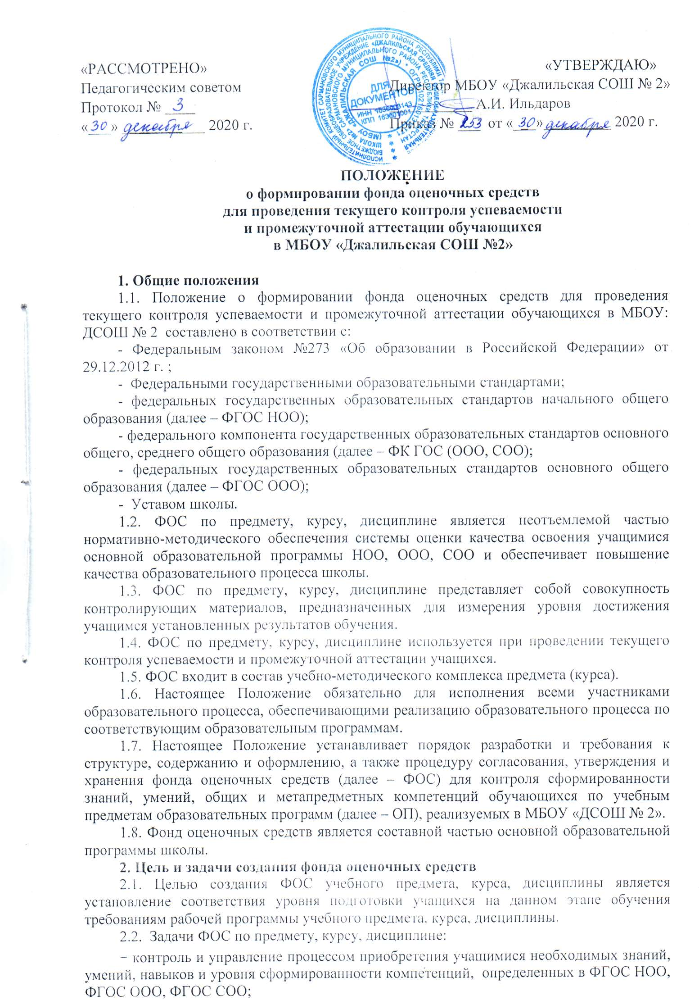 «РАССМОТРЕНО»
Педагогическим советом
Протокол № 3
«30» декабря 2020 г.
«УТВЕРЖДАЮ»
Директор МБОУ «Джалильская СОШ № 2»
А.И. Ильдаров
Приказ № 253 от «30» декабря 2020 г.
ДЛЯ
ДОКУМЕНТОВ
ИНН 1636003143
КПП 163601001
ПОЛОЖЕНИЕ
о формировании фонда оценочных средств
для проведения текущего контроля успеваемости
и промежуточной аттестации обучающихся
в МБОУ «Джалильская СОШ №2»
1. Общие положения
1.1. Положение о формировании фонда оценочных средств для проведения
текущего контроля успеваемости и промежуточной аттестации обучающихся в МБОУ:
ДСОШ № 2 составлено в соответствии с:
- Федеральным законом №273 «Об образовании в Российской Федерации» от
29.12.2012 г. ;
- Федеральными государственными образовательными стандартами;
- федеральных государственных образовательных стандартов начального общего
образования (далее – ФГОС НОО);
- федерального компонента государственных образовательных стандартов основного
общего, среднего общего образования (далее – ФК ГОС (ООО, СОО);
- федеральных государственных образовательных стандартов основного общего
образования (далее – ФГОС ООО);
- Уставом школы.
1.2. ФОС по предмету, курсу, дисциплине является неотъемлемой частью
нормативно-методического обеспечения системы оценки качества освоения учащимися
основной образовательной программы НОО, ООО, СОО и обеспечивает повышение
качества образовательного процесса школы.
1.3. ФОС по предмету, курсу, дисциплине представляет собой совокупность
контролирующих материалов, предназначенных для измерения уровня достижения
учащимся установленных результатов обучения.
1.4. ФОС по предмету, курсу, дисциплине используется при проведении текущего
контроля успеваемости и промежуточной аттестации учащихся.
1.5. ФОС входит в состав учебно-методического комплекса предмета (курса).
1.6. Настоящее Положение обязательно для исполнения всеми участниками
образовательного процесса, обеспечивающими реализацию образовательного процесса по
соответствующим образовательным программам.
1.7. Настоящее Положение устанавливает порядок разработки и требования к
структуре, содержанию и оформлению, а также процедуру согласования, утверждения и
хранения фонда оценочных средств (далее – ФОС) для контроля сформированности
знаний, умений, общих и метапредметных компетенций обучающихся по учебным
предметам образовательных программ (далее – ОП), реализуемых в МБОУ «ДСОШ № 2».
1.8. Фонд оценочных средств является составной частью основной образовательной
программы школы.
2. Цель и задачи создания фонда оценочных средств
2.1. Целью создания ФОС учебного предмета, курса, дисциплины является
установление соответствия уровня подготовки учащихся на данном этапе обучения
требованиям рабочей программы учебного предмета, курса, дисциплины.
2.2. Задачи ФОС по предмету, курсу, дисциплине:
− контроль и управление процессом приобретения учащимися необходимых знаний,
умений, навыков и уровня сформированности компетенций, определенных в ФГОС НОО,
ФГОС ООО, ФГОС СОО;